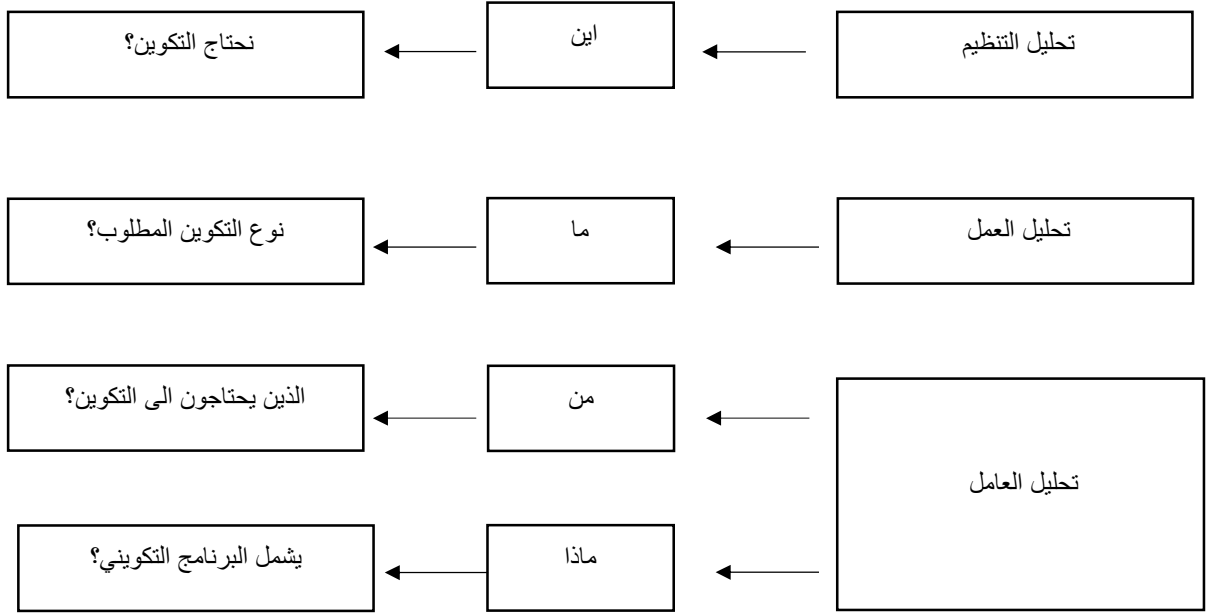 تحليل التنظيم
اين
نحتاج التكوين؟
تحليل العمل
ما
نوع التكوين المطلوب؟
تحليل العامل
من
الذين يحتاجون الى التكوين؟
ماذا
يشمل البرنامج التكويني؟